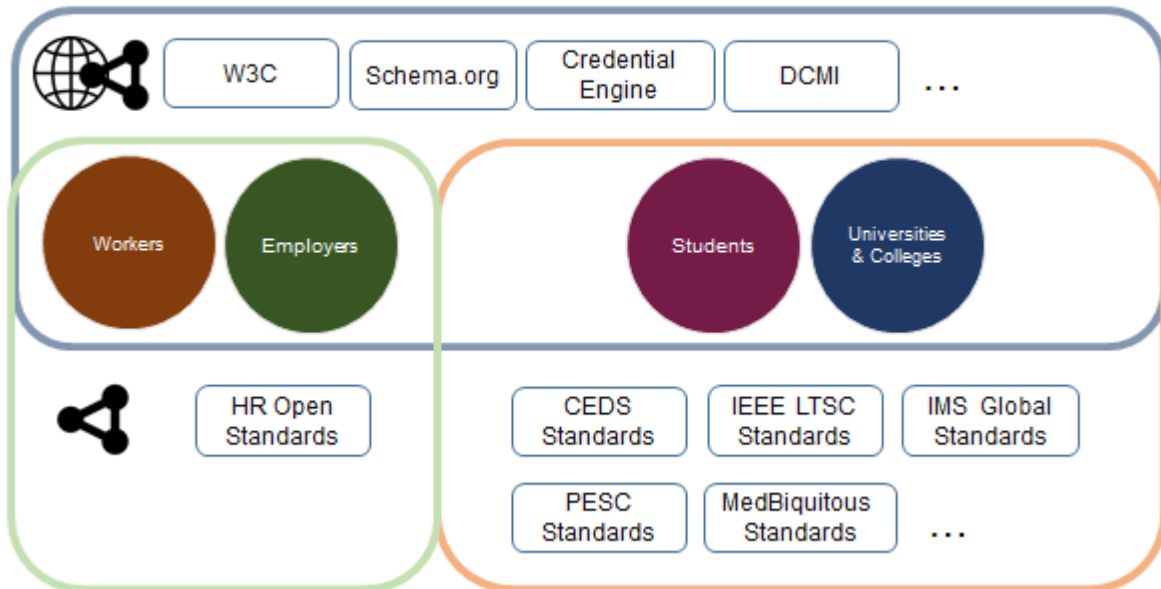 W3C
Schema.org
Credential
Engine
DCMI
...
Workers
Employers
Students
Universities
& Colleges
HR Open
Standards
CEDS
Standards
IEEE LTSC
Standards
IMS Global
Standards
PESC
Standards
MedBiquitous
Standards
...